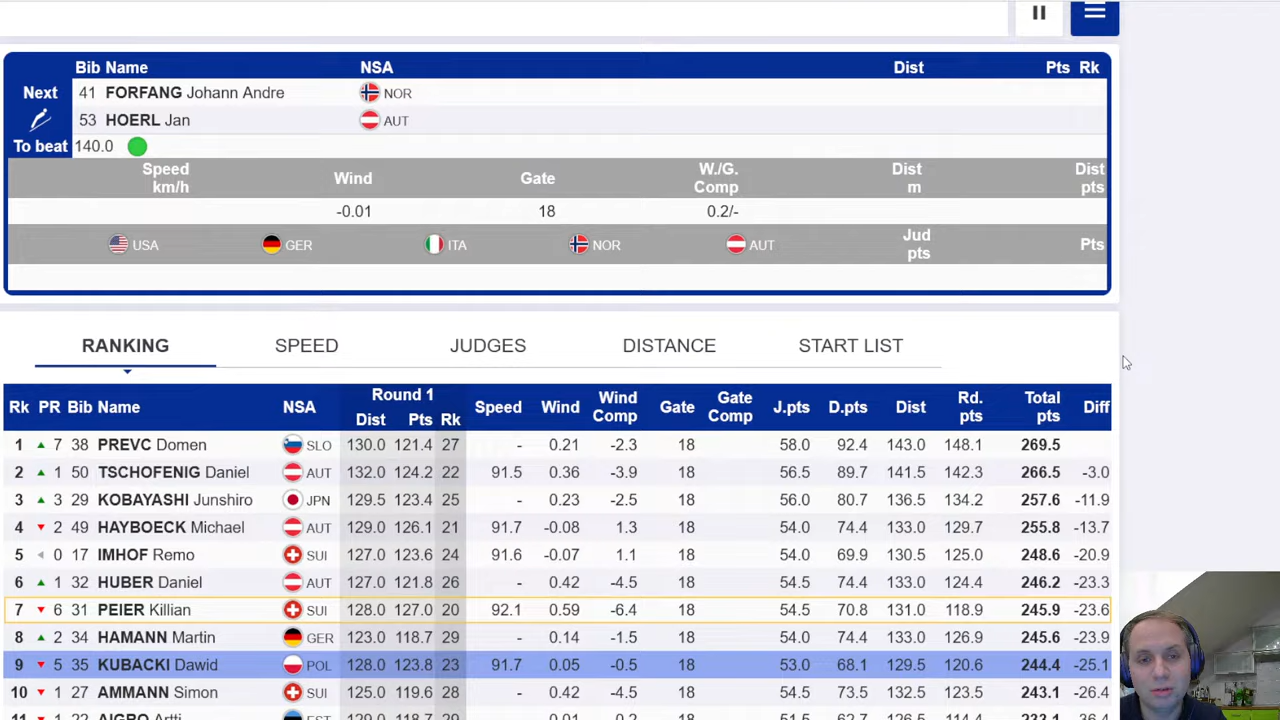 Bib Name NSA Dist Pts Rk
Next 41 FORFANG Johann Andre NOR
53 HOERL Jan AUT
To beat 140.0
Speed km/h Wind Gate W./G. Comp Dist m Dist pts
-0.01 18 0.2/-
USA GER ITA NOR AUT Jud pts Pts
RANKING SPEED JUDGES DISTANCE START LIST
Rk PR Bib Name NSA Round 1 Dist Pts Rk Speed Wind Wind Comp Gate Gate Comp J.pts D.pts Dist Rd. pts Total pts Diff
1 7 38 PREVC Domen SLO 130.0 121.4 27 - 0.21 -2.3 18 58.0 92.4 143.0 148.1 269.5
2 1 50 TSCHOFENIG Daniel AUT 132.0 124.2 22 91.5 0.36 -3.9 18 56.5 89.7 141.5 142.3 266.5 -3.0
3 3 29 KOBAYASHI Junshiro JPN 129.5 123.4 25 - 0.23 -2.5 18 56.0 80.7 136.5 134.2 257.6 -11.9
4 2 49 HAYBOECK Michael AUT 129.0 126.1 21 91.7 -0.08 1.3 18 54.0 74.4 133.0 129.7 255.8 -13.7
5 0 17 IMHOF Remo SUI 127.0 123.6 24 91.6 -0.07 1.1 18 54.0 69.9 130.5 125.0 248.6 -20.9
6 1 32 HUBER Daniel AUT 127.0 121.8 26 - 0.42 -4.5 18 54.5 74.4 133.0 124.4 246.2 -23.3
7 6 31 PEIER Killian SUI 128.0 127.0 20 92.1 0.59 -6.4 18 54.5 70.8 131.0 118.9 245.9 -23.6
8 2 34 HAMANN Martin GER 123.0 118.7 29 - 0.14 -1.5 18 54.0 74.4 133.0 126.9 245.6 -23.9
9 5 35 KUBACKI Dawid POL 128.0 123.8 23 91.7 0.05 -0.5 18 53.0 68.1 129.5 120.6 244.4 -25.1
10 1 27 AMMANN Simon SUI 125.0 119.6 28 - 0.42 -4.5 18 54.5 73.5 132.5 123.5 243.1 -26.4